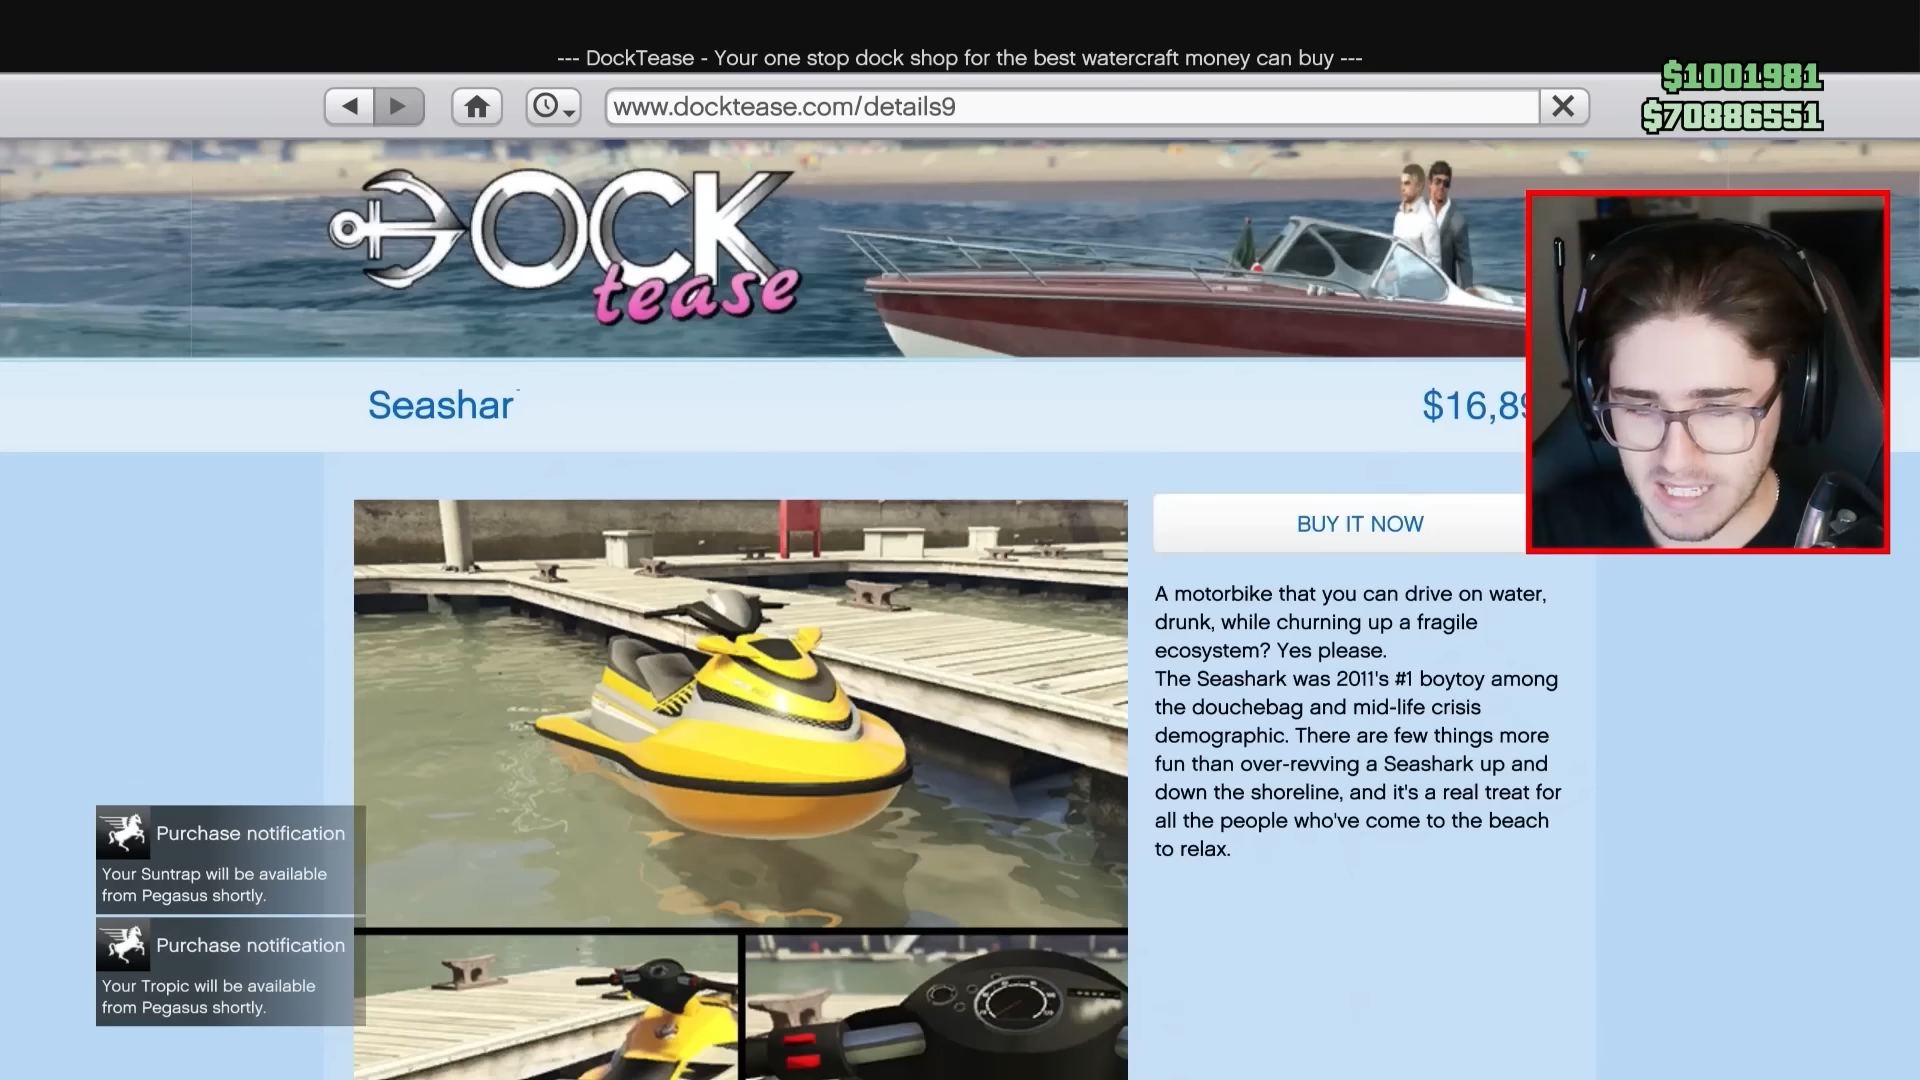 --- DockTease - Your one stop dock shop for the best watercraft money can buy ---
$1001981
www.docktease.com/details9
$70886551
DOCK
tease
Seashar
$16,89
BUY IT NOW
A motorbike that you can drive on water,
drunk, while churning up a fragile
ecosystem? Yes please.
The Seashark was 2011's #1 boytoy among
the douchebag and mid-life crisis
demographic. There are few things more
fun than over-revving a Seashark up and
down the shoreline, and it's a real treat for
all the people who've come to the beach
to relax.
Purchase notification
Your Suntrap will be available
from Pegasus shortly.
Purchase notification
Your Tropic will be available
from Pegasus shortly.